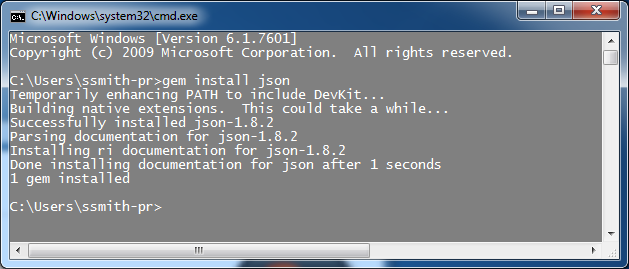 C:\Windows\system32\cmd.exe
Microsoft Windows [Version 6.1.7601]
Copyright (c) 2009 Microsoft Corporation.  All rights reserved.
C:\Users\ssmith-pr>gem install json
Temporarily enhancing PATH to include DevKit...
Building native extensions.  This could take a while...
Successfully installed json-1.8.2
Parsing documentation for json-1.8.2
Installing ri documentation for json-1.8.2
Done installing documentation for json after 1 seconds
1 gem installed
C:\Users\ssmith-pr>